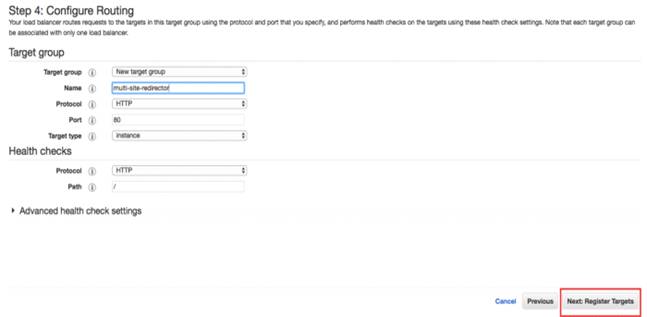 Step 4: Configure Routing
Your load balancer routes requests to the targets in this target group using the protocol and port that you specify, and performs health checks on the targets using these health check settings. Note that each target group can
be associated with only one load balancer.
Target group
Target group New target group
Name multi-site-redirector
Protocol HTTP
Port 80
Target type instance
Health checks
Protocol HTTP
Path /
Advanced health check settings
Cancel Previous Next: Register Targets